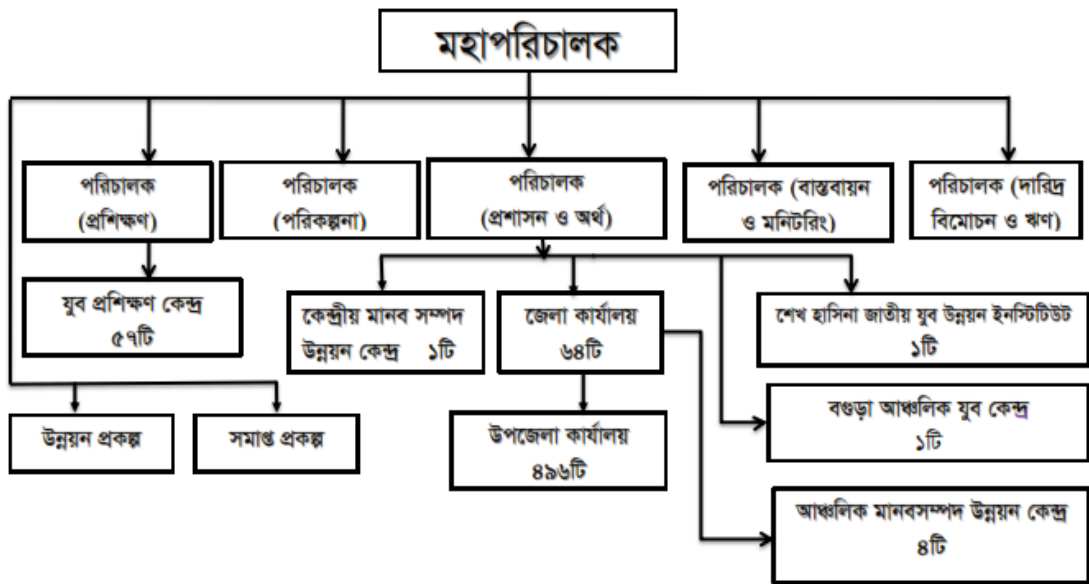 মহাপরিচালক
পরিচালক
(প্রশিক্ষণ)
পরিচালক
(পরিকল্পনা)
পরিচালক
(প্রশাসন ও অর্থ)
পরিচালক (বাস্তবায়ন
ও মনিটরিং)
পরিচালক (দারিদ্র
বিমোচন ও ঋণ)
যুব প্রশিক্ষণ কেন্দ্র
৫৭টি
কেন্দ্রীয় মানব সম্পদ
উন্নয়ন কেন্দ্র ১টি
জেলা কার্যালয়
৬৪টি
শেখ হাসিনা জাতীয় যুব উন্নয়ন ইনস্টিটিউট
১টি
উন্নয়ন প্রকল্প
সমাপ্ত প্রকল্প
উপজেলা কার্যালয়
৪৯৬টি
বগুড়া আঞ্চলিক যুব কেন্দ্র
১টি
আঞ্চলিক মানবসম্পদ উন্নয়ন কেন্দ্র
৪টি